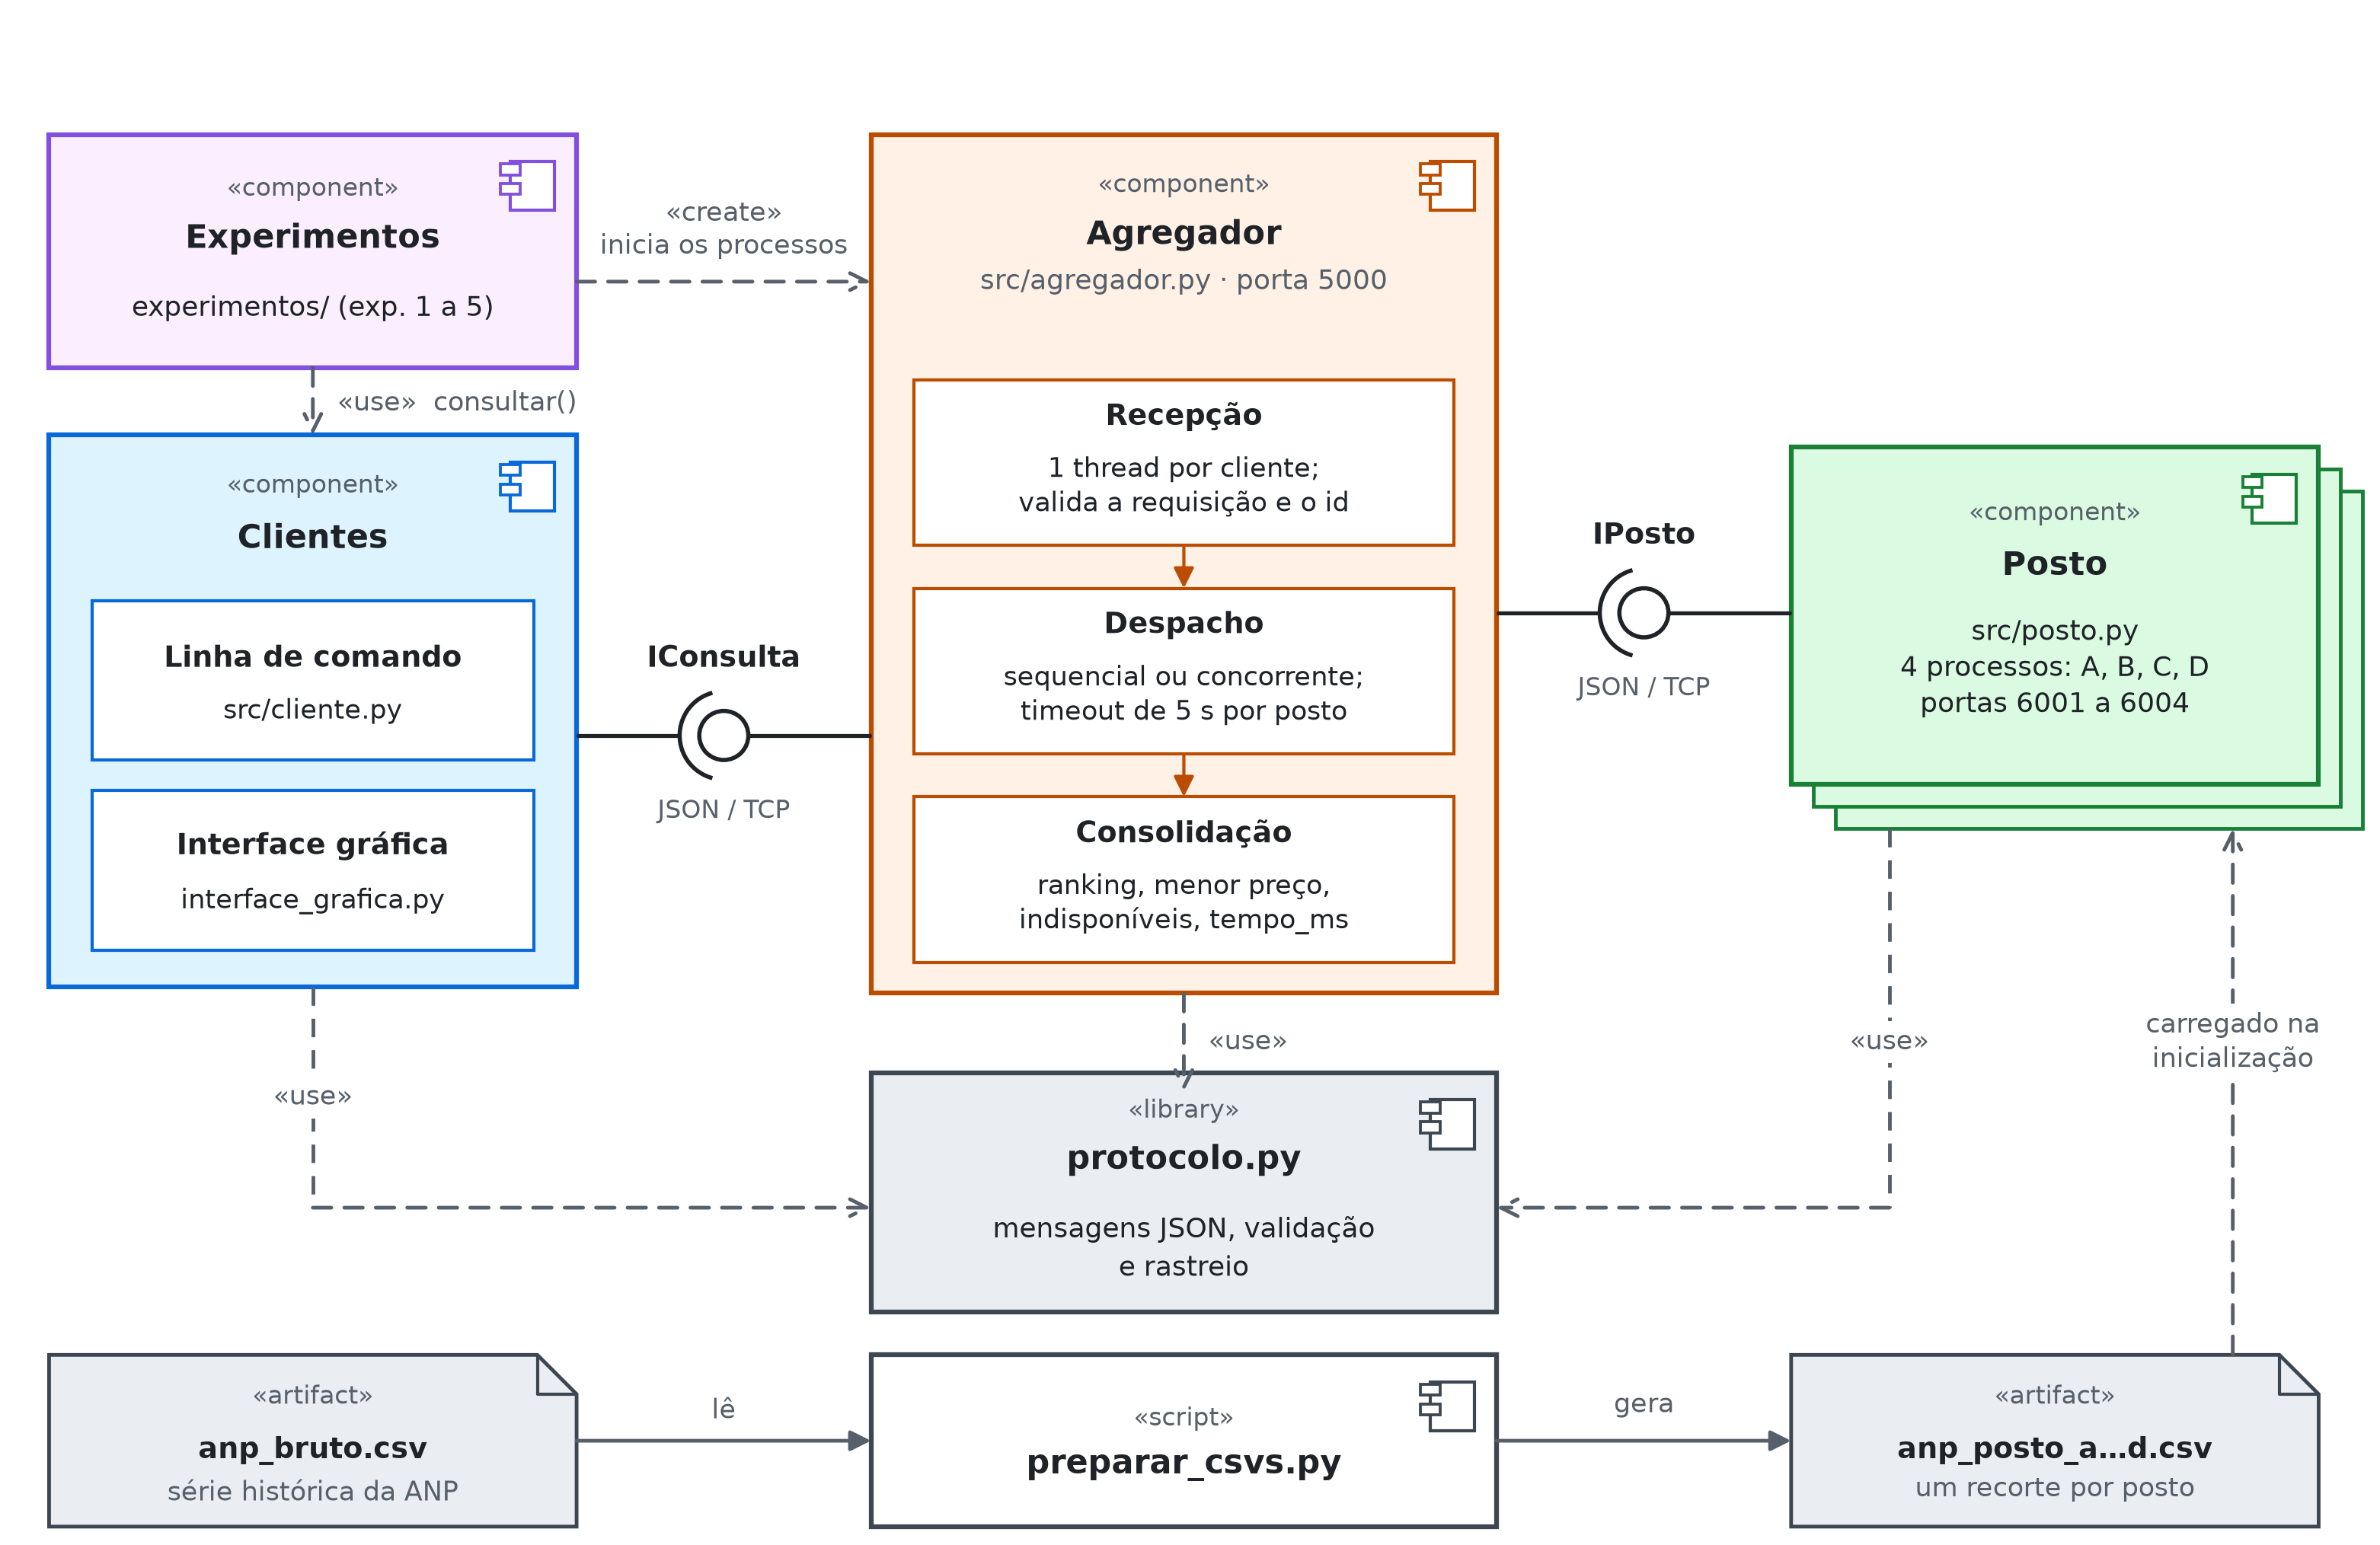 «component»
Experimentos
experimentos/ (exp. 1 a 5)
«create»
inicia os processos
«use» consultar()
«component»
Clientes
Linha de comando
src/cliente.py
Interface gráfica
interface_grafica.py
IConsulta
JSON / TCP
«component»
Agregador
src/agregador.py · porta 5000
Recepção
1 thread por cliente;
valida a requisição e o id
Despacho
sequencial ou concorrente;
timeout de 5 s por posto
Consolidação
ranking, menor preço,
indisponíveis, tempo_ms
IPosto
JSON / TCP
«component»
Posto
src/posto.py
4 processos: A, B, C, D
portas 6001 a 6004
«use»
«use»
«use»
carregado na
inicialização
«library»
protocolo.py
mensagens JSON, validação
e rastreio
«artifact»
anp_bruto.csv
série histórica da ANP
lê
«script»
preparar_csvs.py
gera
«artifact»
anp_posto_a…d.csv
um recorte por posto